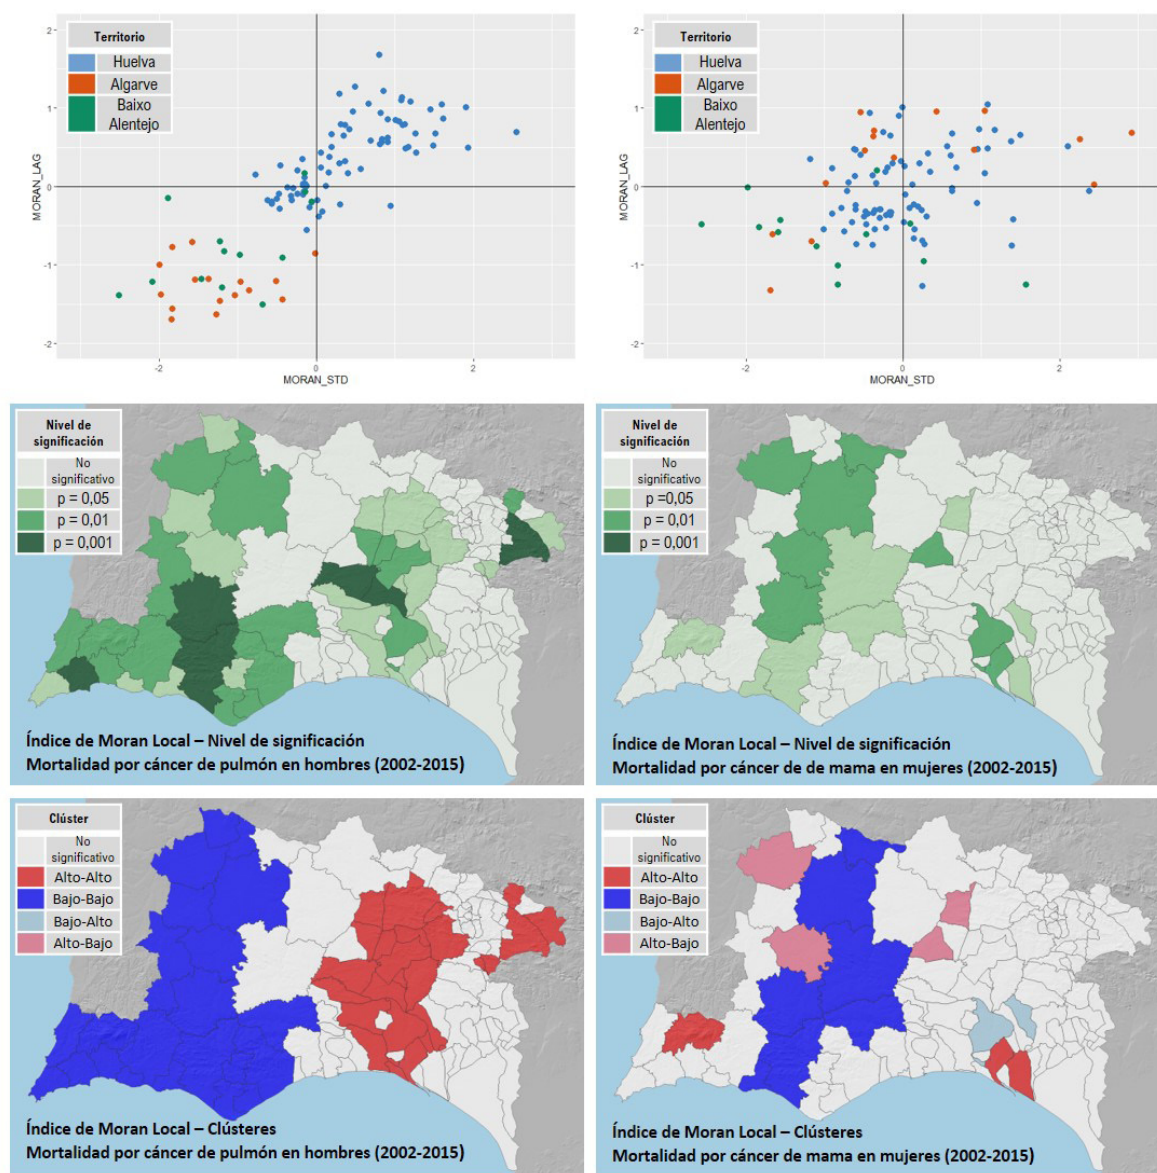 Territorio
Huelva
Algarve
Baixo
Alentejo
2
1
0
-1
-2
MORAN_LAG
-2
0
2
MORAN_STD
Territorio
Huelva
Algarve
Baixo
Alentejo
2
1
0
-1
-2
MORAN_LAG
-2
0
2
MORAN_STD
Nivel de
significación
No
significativo
p = 0,05
p = 0,01
p = 0,001
Índice de Moran Local – Nivel de significación
Mortalidad por cáncer de pulmón en hombres (2002-2015)
Nivel de
significación
No
significativo
p =0,05
p = 0,01
p = 0,001
Índice de Moran Local – Nivel de significación
Mortalidad por cáncer de de mama en mujeres (2002-2015)
Clúster
No
significativo
Alto-Alto
Bajo-Bajo
Bajo-Alto
Alto-Bajo
Índice de Moran Local – Clústeres
Mortalidad por cáncer de pulmón en hombres (2002-2015)
Clúster
No
significativo
Alto-Alto
Bajo-Bajo
Bajo-Alto
Alto-Bajo
Índice de Moran Local – Clústeres
Mortalidad por cáncer de mama en mujeres (2002-2015)